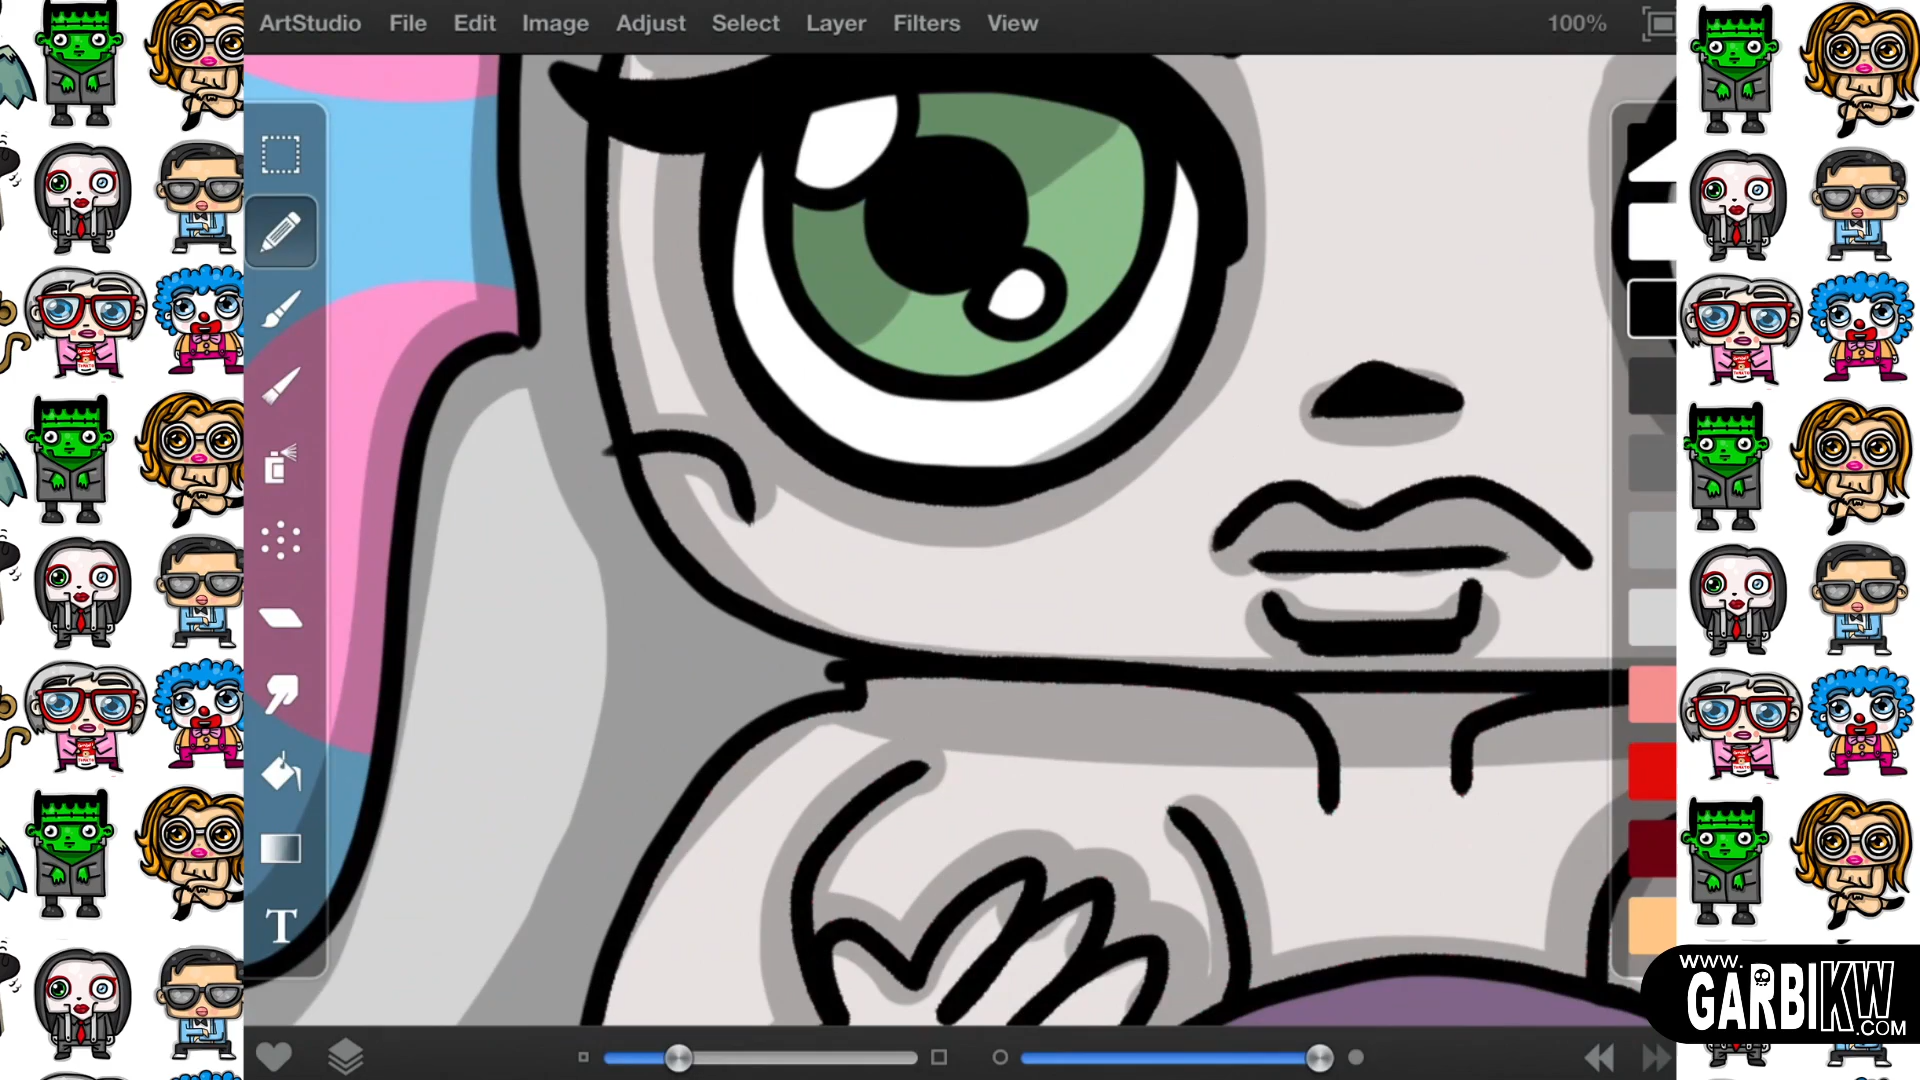 ArtStudio File Edit Image Adjust Select Layer Filters View 100%
T
www.
GARBIKW
.COM